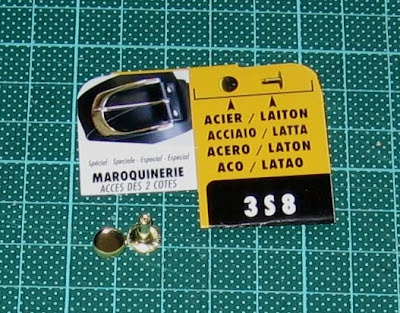 Spécial - Speciale - Especial - Especial
MAROQUINERIE
ACCES DES 2 COTES
ACIER / LAITON
ACCIAIO / LATTA
ACERO / LATON
ACO / LATAO
3S8